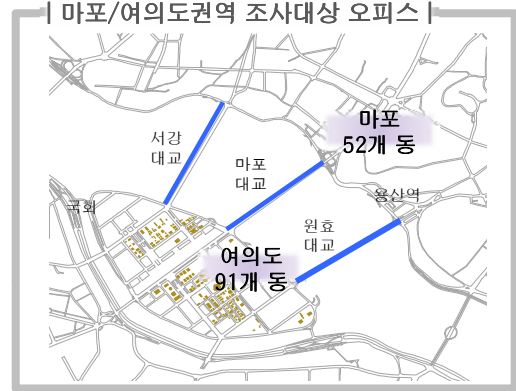 마포/여의도권역 조사대상 오피스
마포
52개 동
서강
대교
마포
대교
국회
용산역
원효
대교
여의도
91개 동